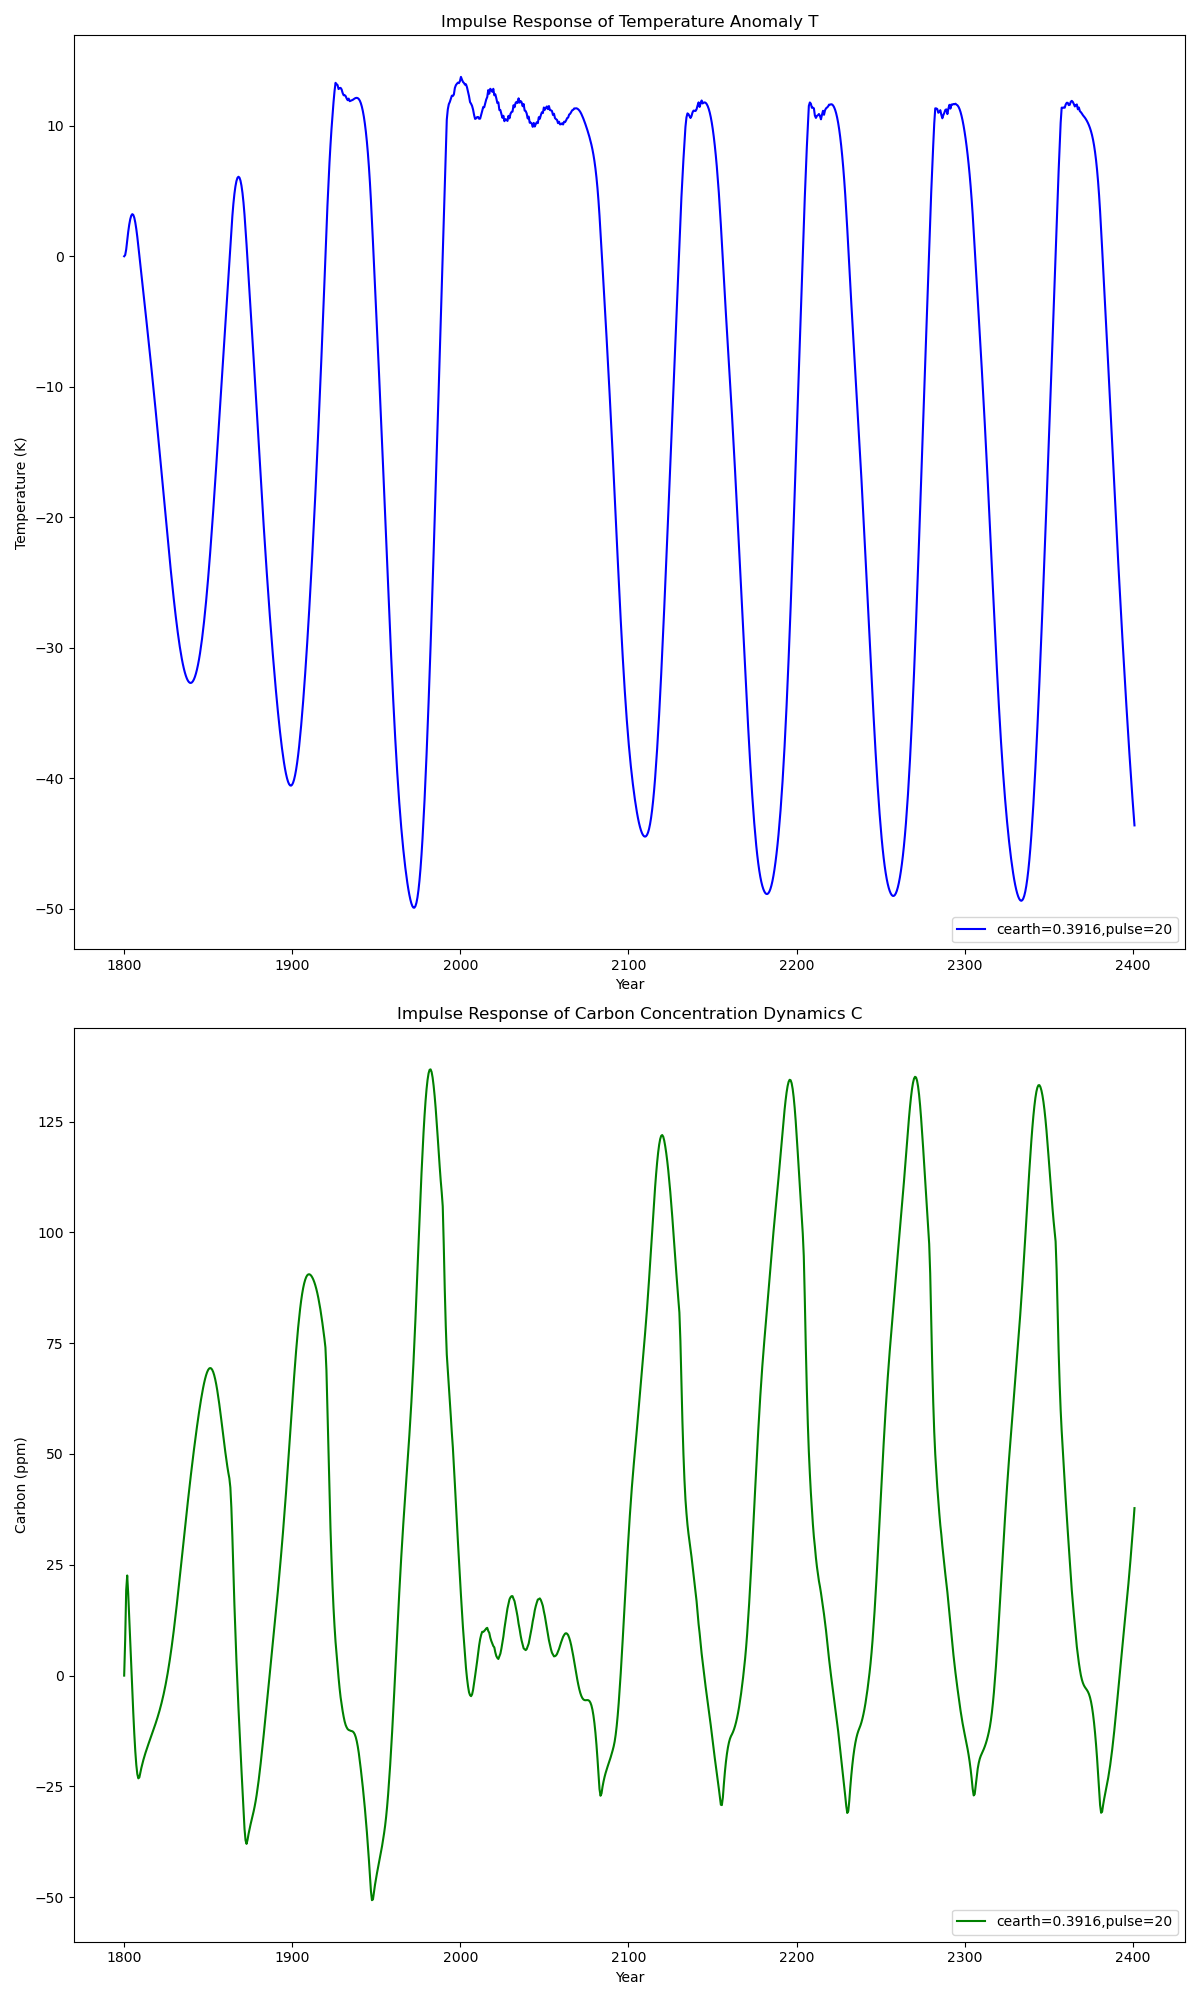 Impulse Response of Temperature Anomaly T
Temperature (K)
10
0
−10
−20
−30
−40
−50
cearth=0.3916,pulse=20
1800 1900 2000 2100 2200 2300 2400
Year
Impulse Response of Carbon Concentration Dynamics C
Carbon (ppm)
125
100
75
50
25
0
−25
−50
cearth=0.3916,pulse=20
1800 1900 2000 2100 2200 2300 2400
Year